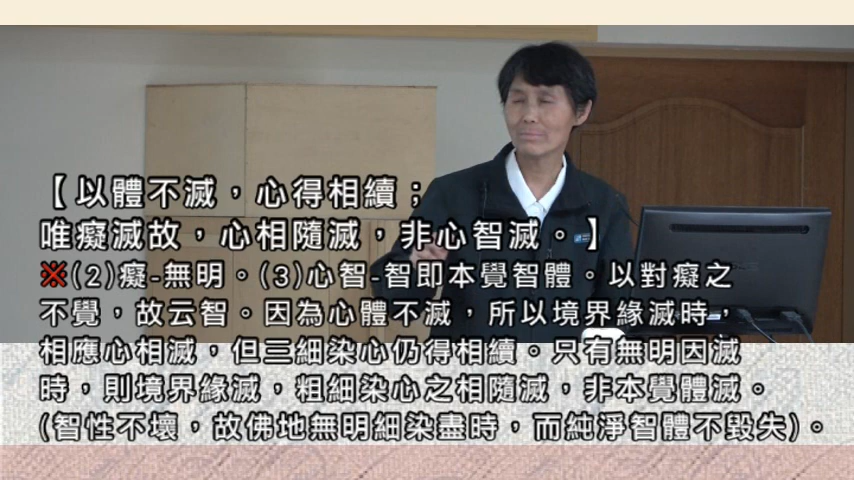 【以體不滅，心得相續；
唯癡滅故，心相隨滅，非心智滅。】
※(2)癡-無明。(3)心智-智即本覺智體。以對癡之
不覺，故云智。因為心體不滅，所以境界緣滅時，
相應心相滅，但三細染心仍得相續。只有無明因滅
時，則境界緣滅，粗細染心之相隨滅，非本覺體滅。
(智性不壞，故佛地無明細染盡時，而純淨智體不毀失)。